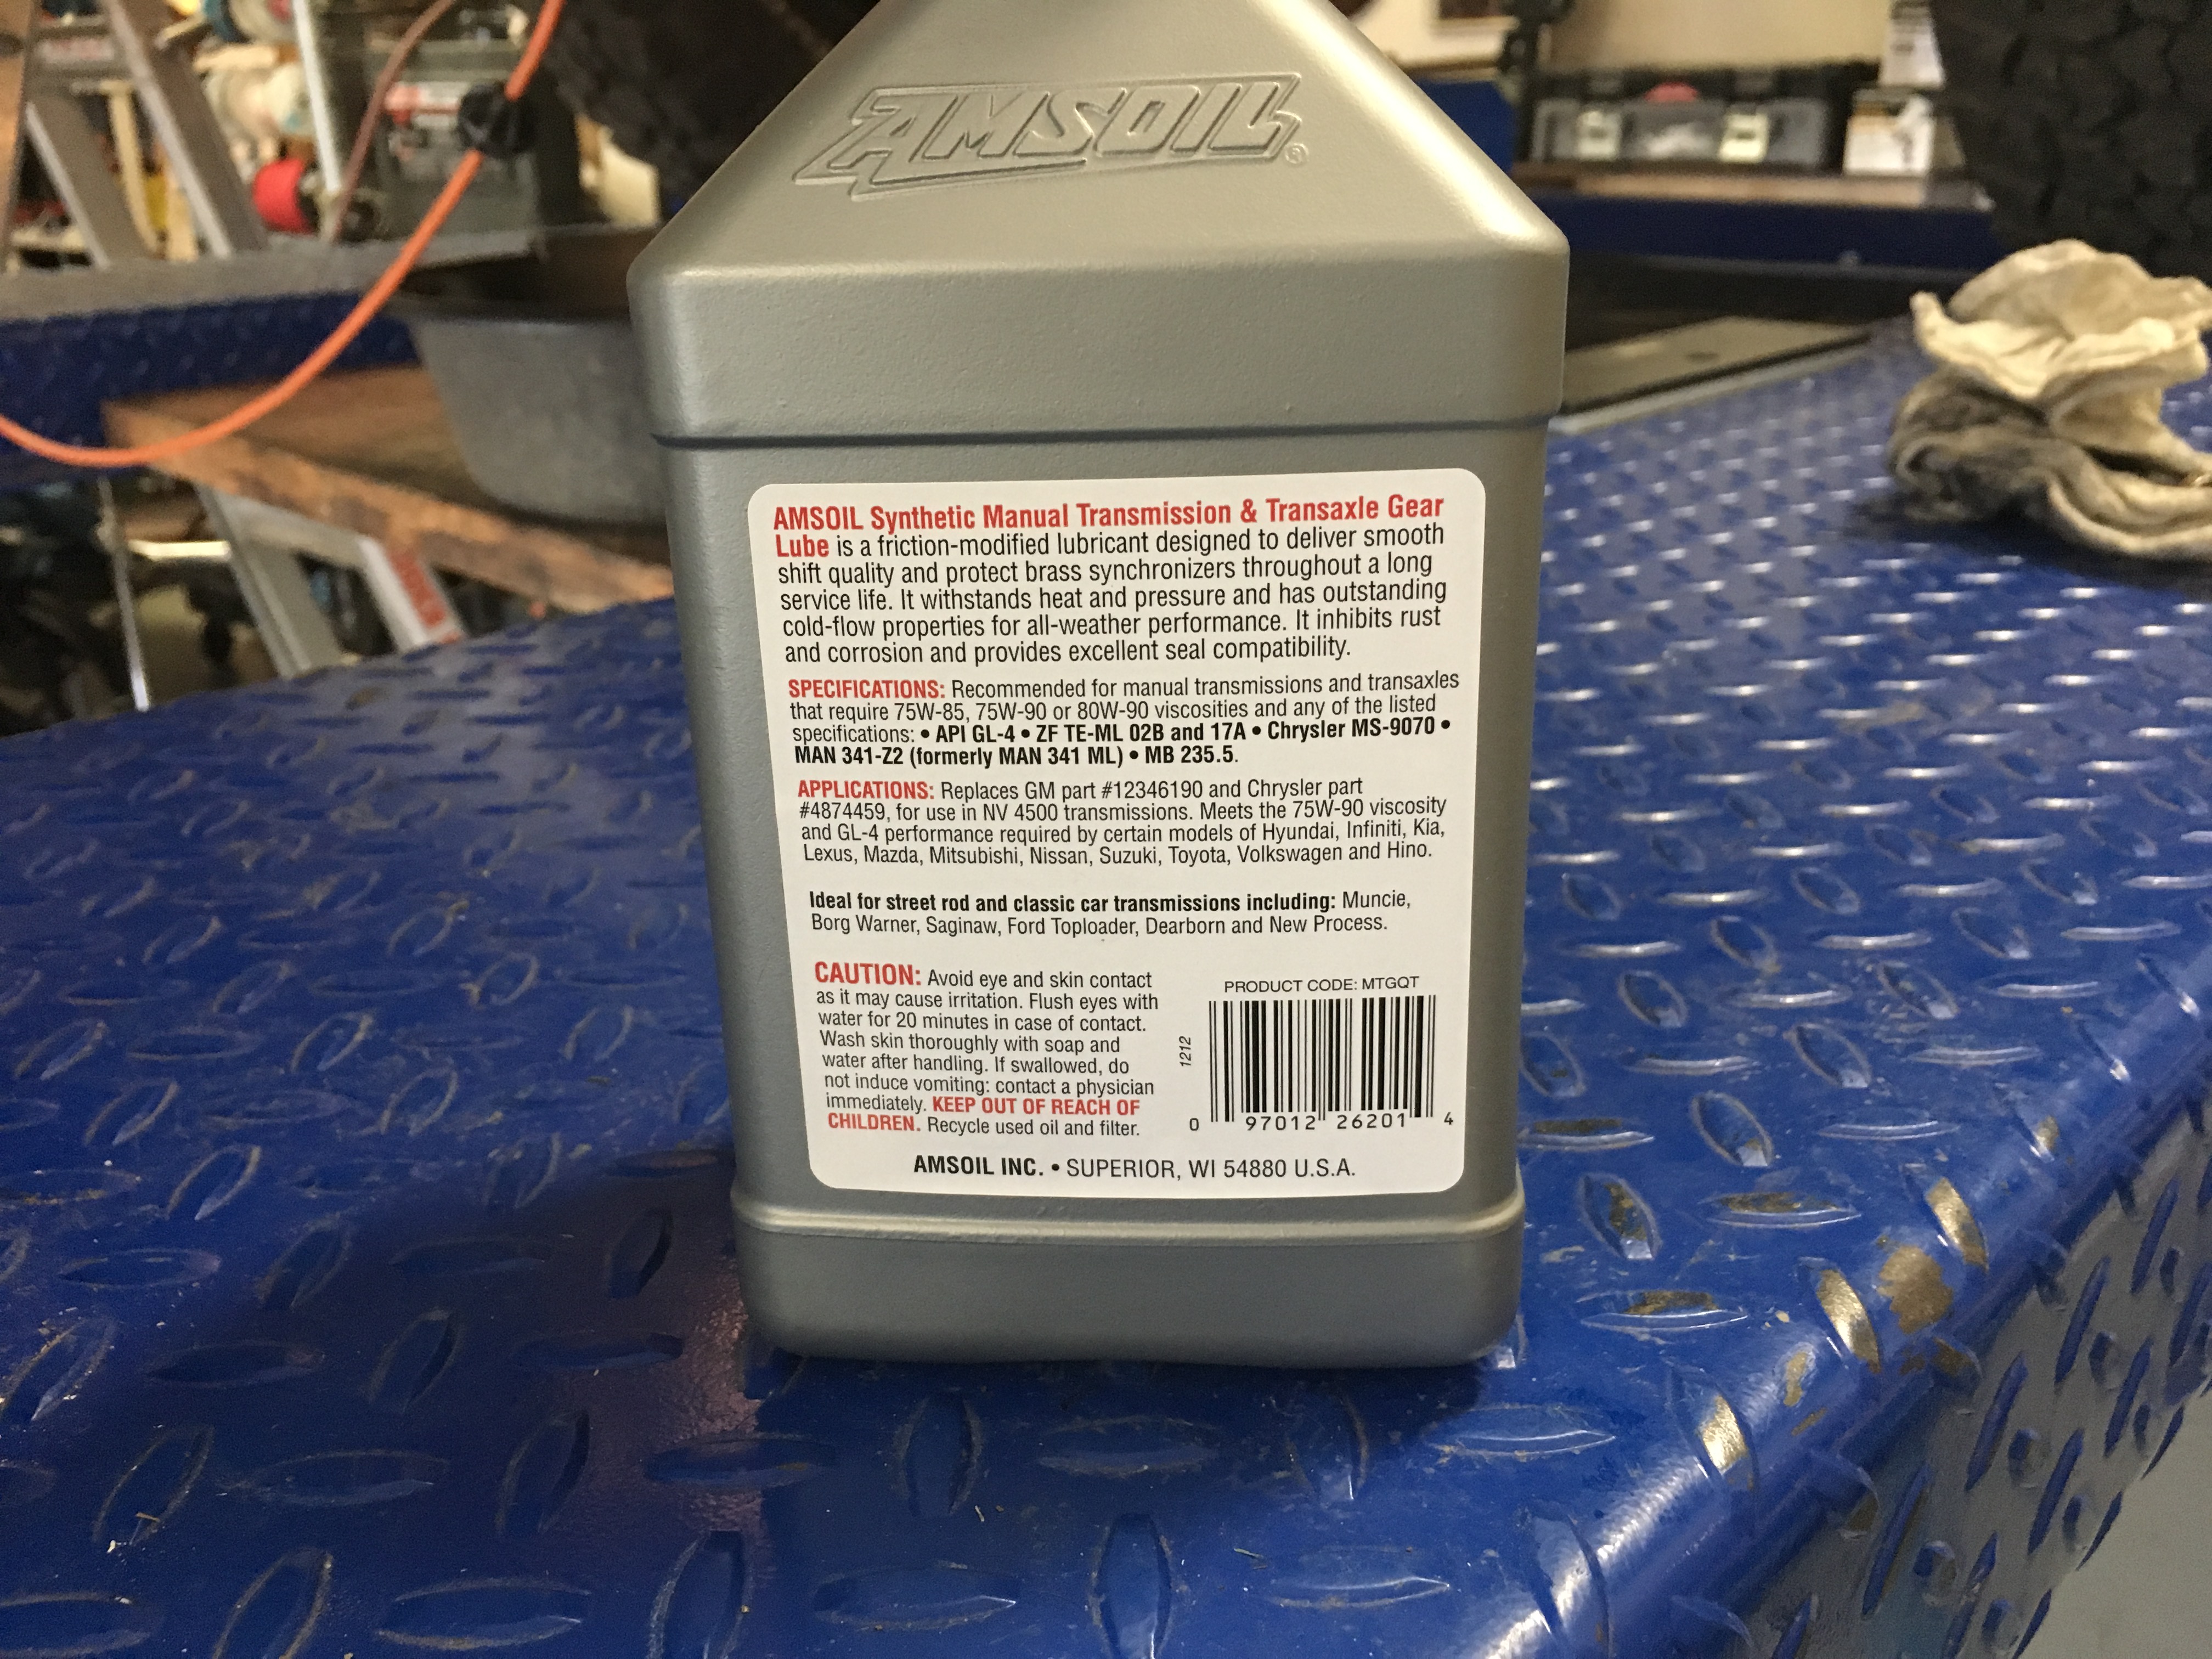 AMSOIL®
AMSOIL Synthetic Manual Transmission & Transaxle Gear
Lube is a friction-modified lubricant designed to deliver smooth
shift quality and protect brass synchronizers throughout a long
service life. It withstands heat and pressure and has outstanding
cold-flow properties for all-weather performance. It inhibits rust
and corrosion and provides excellent seal compatibility.
SPECIFICATIONS: Recommended for manual transmissions and transaxles
that require 75W-85, 75W-90 or 80W-90 viscosities and any of the listed
specifications: • API GL-4 • ZF TE-ML 02B and 17A • Chrysler MS-9070 •
MAN 341-Z2 (formerly MAN 341 ML) • MB 235.5.
APPLICATIONS: Replaces GM part #12346190 and Chrysler part
#4874459, for use in NV 4500 transmissions. Meets the 75W-90 viscosity
and GL-4 performance required by certain models of Hyundai, Infiniti, Kia,
Lexus, Mazda, Mitsubishi, Nissan, Suzuki, Toyota, Volkswagen and Hino.
Ideal for street rod and classic car transmissions including: Muncie,
Borg Warner, Saginaw, Ford Toploader, Dearborn and New Process.
CAUTION: Avoid eye and skin contact
as it may cause irritation. Flush eyes with
water for 20 minutes in case of contact.
Wash skin thoroughly with soap and
water after handling. If swallowed, do
not induce vomiting: contact a physician
immediately. KEEP OUT OF REACH OF
CHILDREN. Recycle used oil and filter.
PRODUCT CODE: MTGQT
1212
0 97012 26201 4
AMSOIL INC. • SUPERIOR, WI 54880 U.S.A.